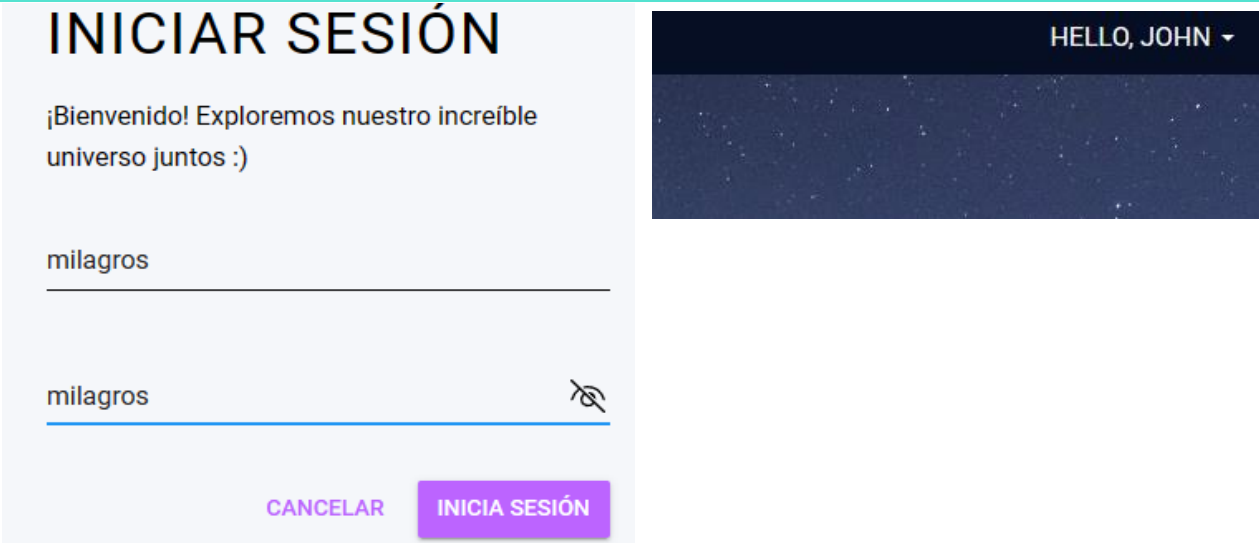 INICIAR SESIÓN
¡Bienvenido! Exploremos nuestro increíble
universo juntos :)
milagros
milagros
CANCELAR INICIA SESIÓN
HELLO, JOHN